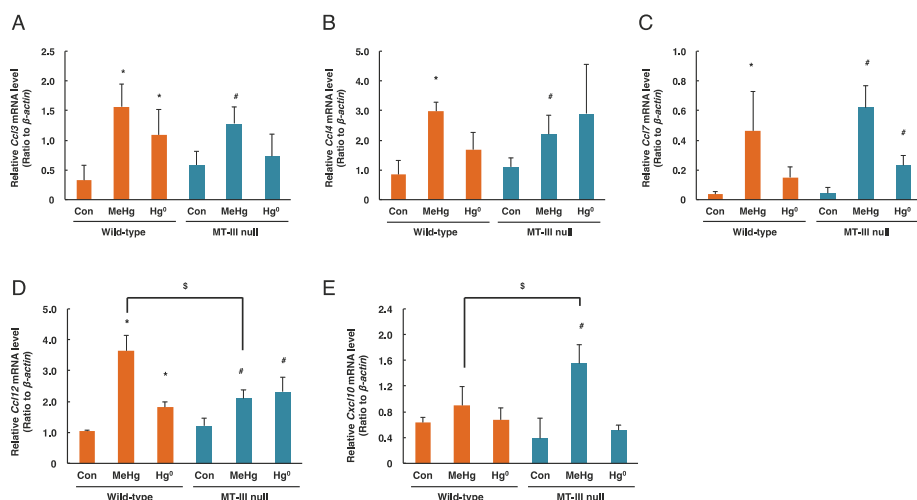 A
Relative Ccl3 mRNA level
(Ratio to β-actin)
2.5
2.0
1.5
1.0
0.5
0
*
*
#
Con MeHg Hg⁰ Con MeHg Hg⁰
Wild-type MT-III null
B
Relative Ccl4 mRNA level
(Ratio to β-actin)
5.0
4.0
3.0
2.0
1.0
0
*
#
Con MeHg Hg⁰ Con MeHg Hg⁰
Wild-type MT-III null
C
Relative Ccl7 mRNA level
(Ratio to β-actin)
1.0
0.8
0.6
0.4
0.2
0
*
#
#
Con MeHg Hg⁰ Con MeHg Hg⁰
Wild-type MT-III null
D
Relative Ccl12 mRNA level
(Ratio to β-actin)
5.0
4.0
3.0
2.0
1.0
0
$
*
*
#
#
Con MeHg Hg⁰ Con MeHg Hg⁰
Wild-type MT-III null
E
Relative Cxcl10 mRNA level
(Ratio to β-actin)
2.4
2.0
1.6
1.2
0.8
0.4
0
$
#
Con MeHg Hg⁰ Con MeHg Hg⁰
Wild-type MT-III null